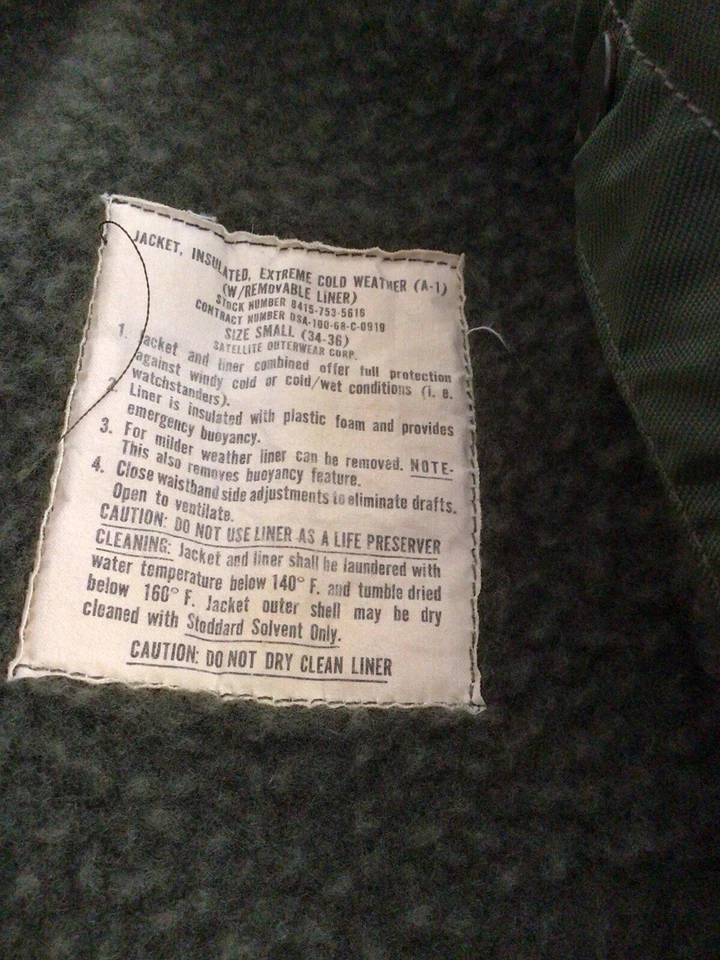 JACKET, INSULATED, EXTREME COLD WEATHER (A-1)
(W/REMOVABLE LINER)
STOCK NUMBER 8415-753-5616
CONTRACT NUMBER DSA-100-68-C-0919
SIZE SMALL (34-36)
SATELLITE OUTERWEAR CORP.
1. Jacket and liner combined offer full protection
against windy cold or cold/wet conditions (i. e.
watchstanders).
2. Liner is insulated with plastic foam and provides
emergency buoyancy.
3. For milder weather liner can be removed. NOTE-
This also removes buoyancy feature.
4. Close waistband side adjustments to eliminate drafts.
Open to ventilate.
CAUTION: DO NOT USE LINER AS A LIFE PRESERVER
CLEANING: Jacket and liner shall be laundered with
water temperature below 140° F. and tumble dried
below 160° F. Jacket outer shell may be dry
cleaned with Stoddard Solvent Only.
CAUTION: DO NOT DRY CLEAN LINER